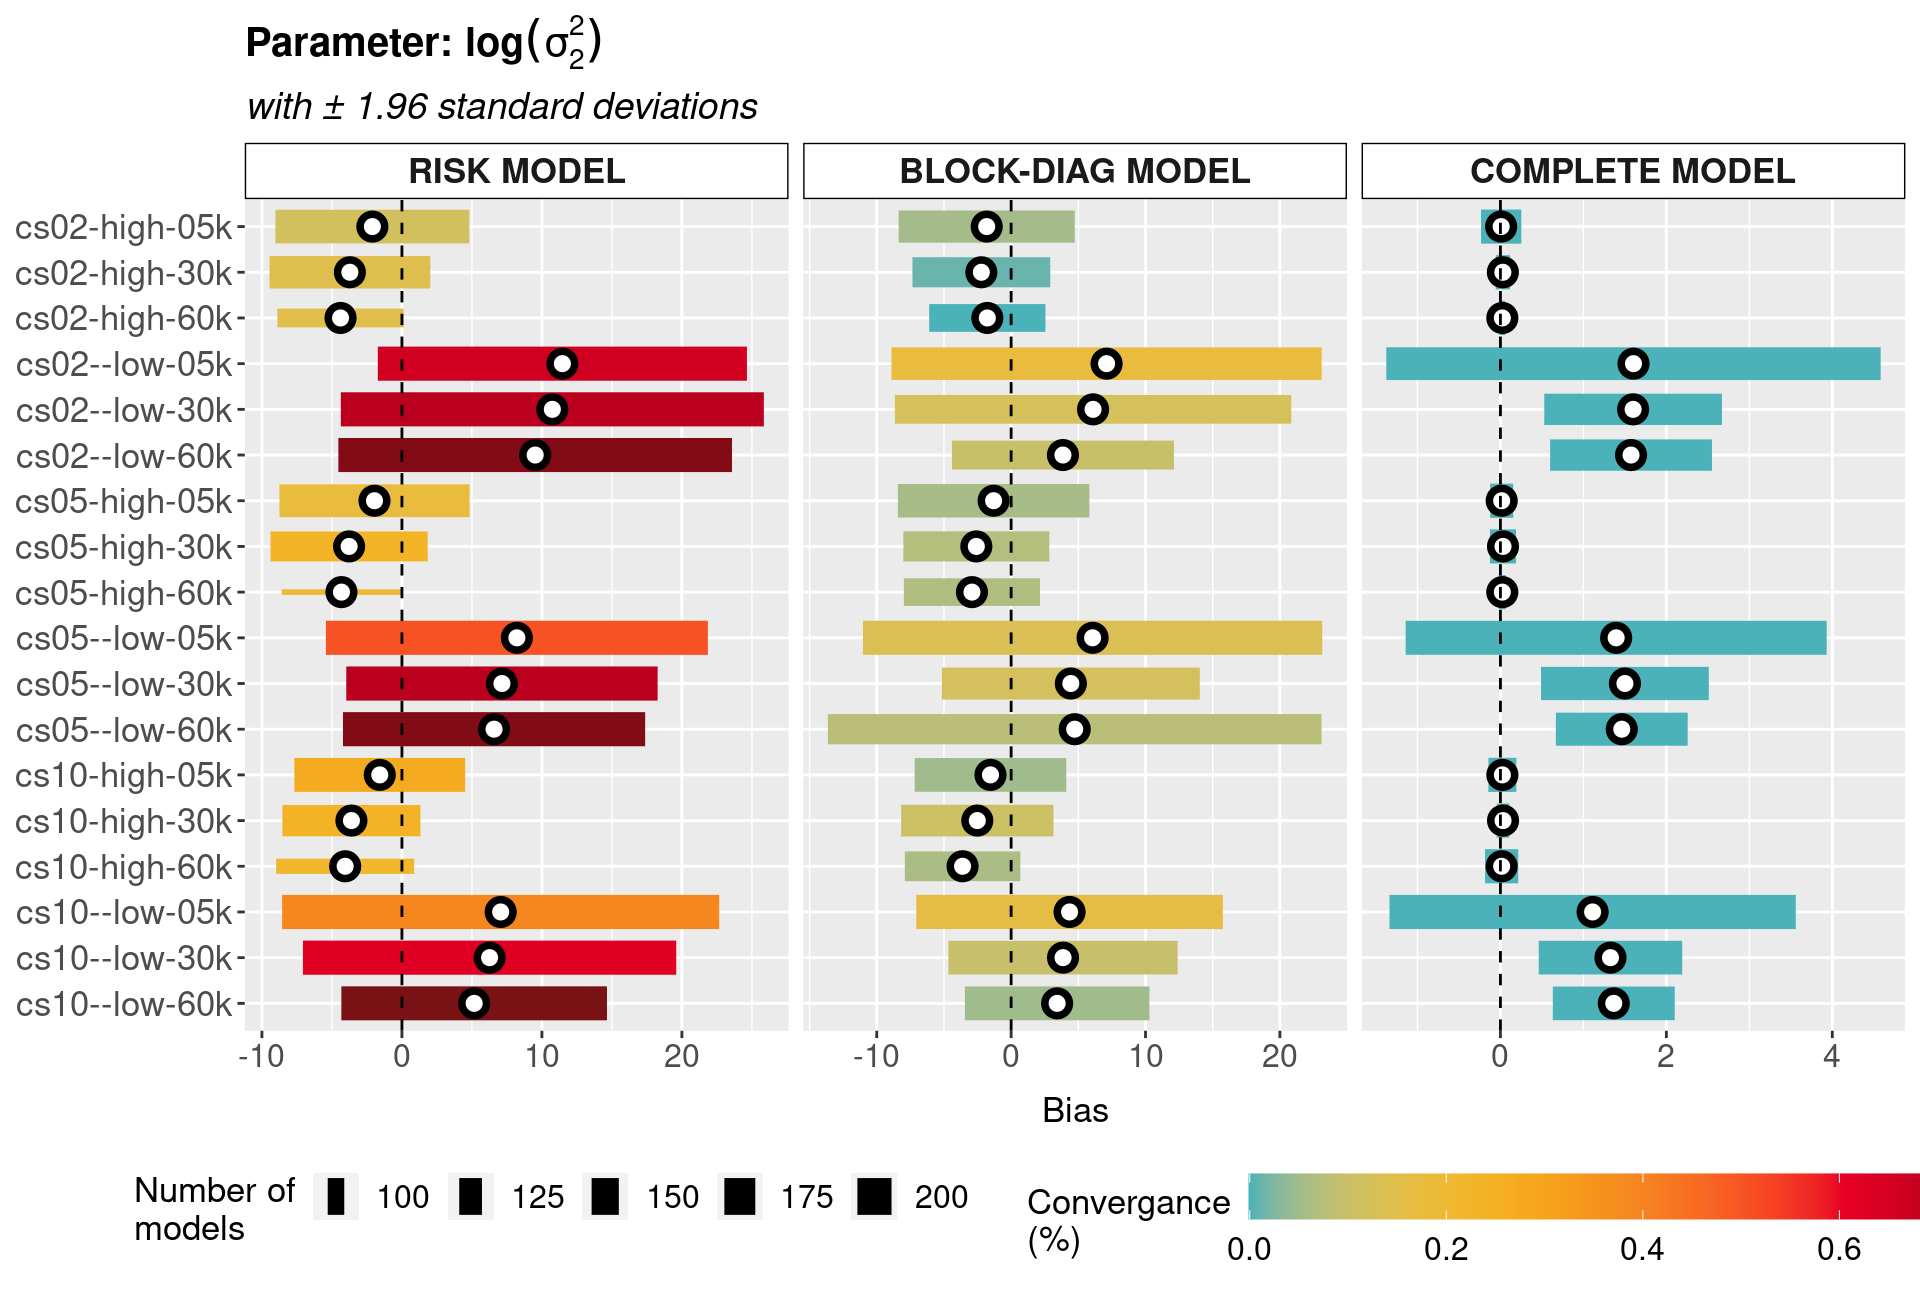 Parameter: log(σ₂²)
with ± 1.96 standard deviations
RISK MODEL BLOCK-DIAG MODEL COMPLETE MODEL
cs02-high-05k
cs02-high-30k
cs02-high-60k
cs02--low-05k
cs02--low-30k
cs02--low-60k
cs05-high-05k
cs05-high-30k
cs05-high-60k
cs05--low-05k
cs05--low-30k
cs05--low-60k
cs10-high-05k
cs10-high-30k
cs10-high-60k
cs10--low-05k
cs10--low-30k
cs10--low-60k
-10 0 10 20 -10 0 10 20 0 2 4
Bias
Number of
models
100 125 150 175 200
Convergance
(%)
0.0 0.2 0.4 0.6